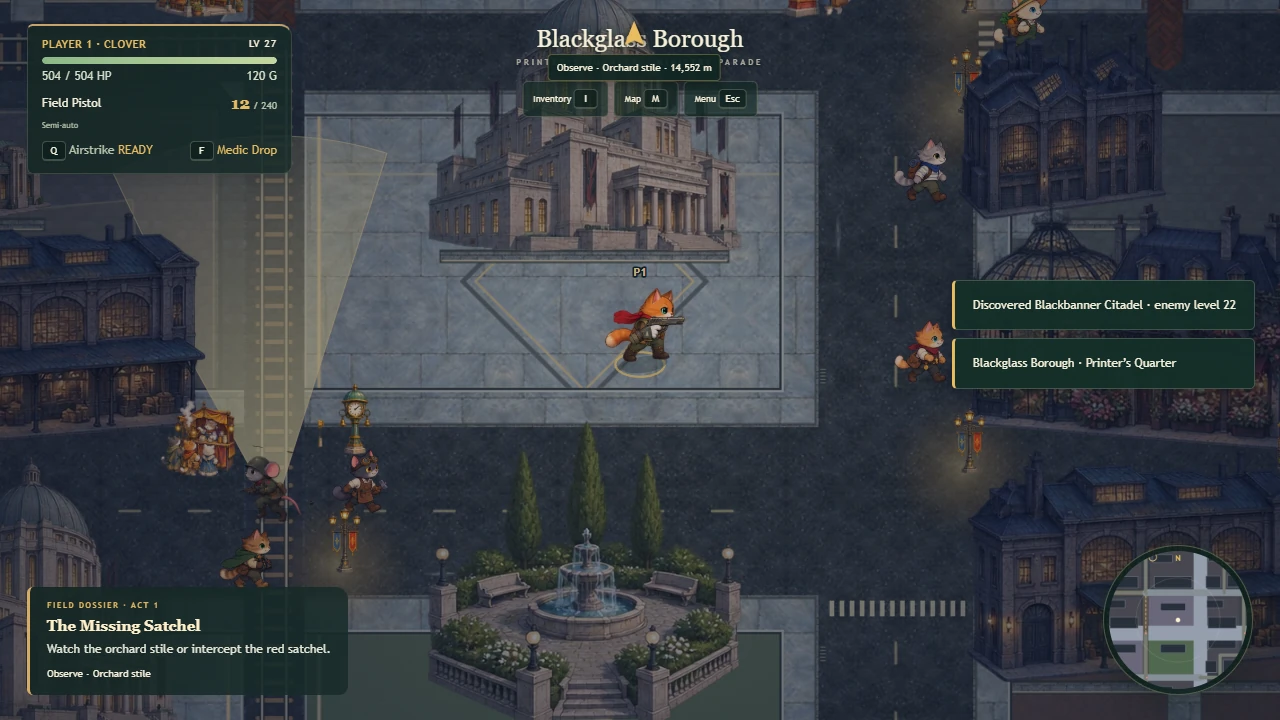 PLAYER 1 · CLOVER
LV 27
504 / 504 HP
120 G
Field Pistol
12 / 240
Semi-auto
Q Airstrike READY
F Medic Drop
Blackglass Borough
PRINT
PARADE
Observe · Orchard stile · 14,552 m
Inventory I
Map M
Menu Esc
P1
Discovered Blackbanner Citadel · enemy level 22
Blackglass Borough · Printer's Quarter
FIELD DOSSIER · ACT 1
The Missing Satchel
Watch the orchard stile or intercept the red satchel.
Observe · Orchard stile
N